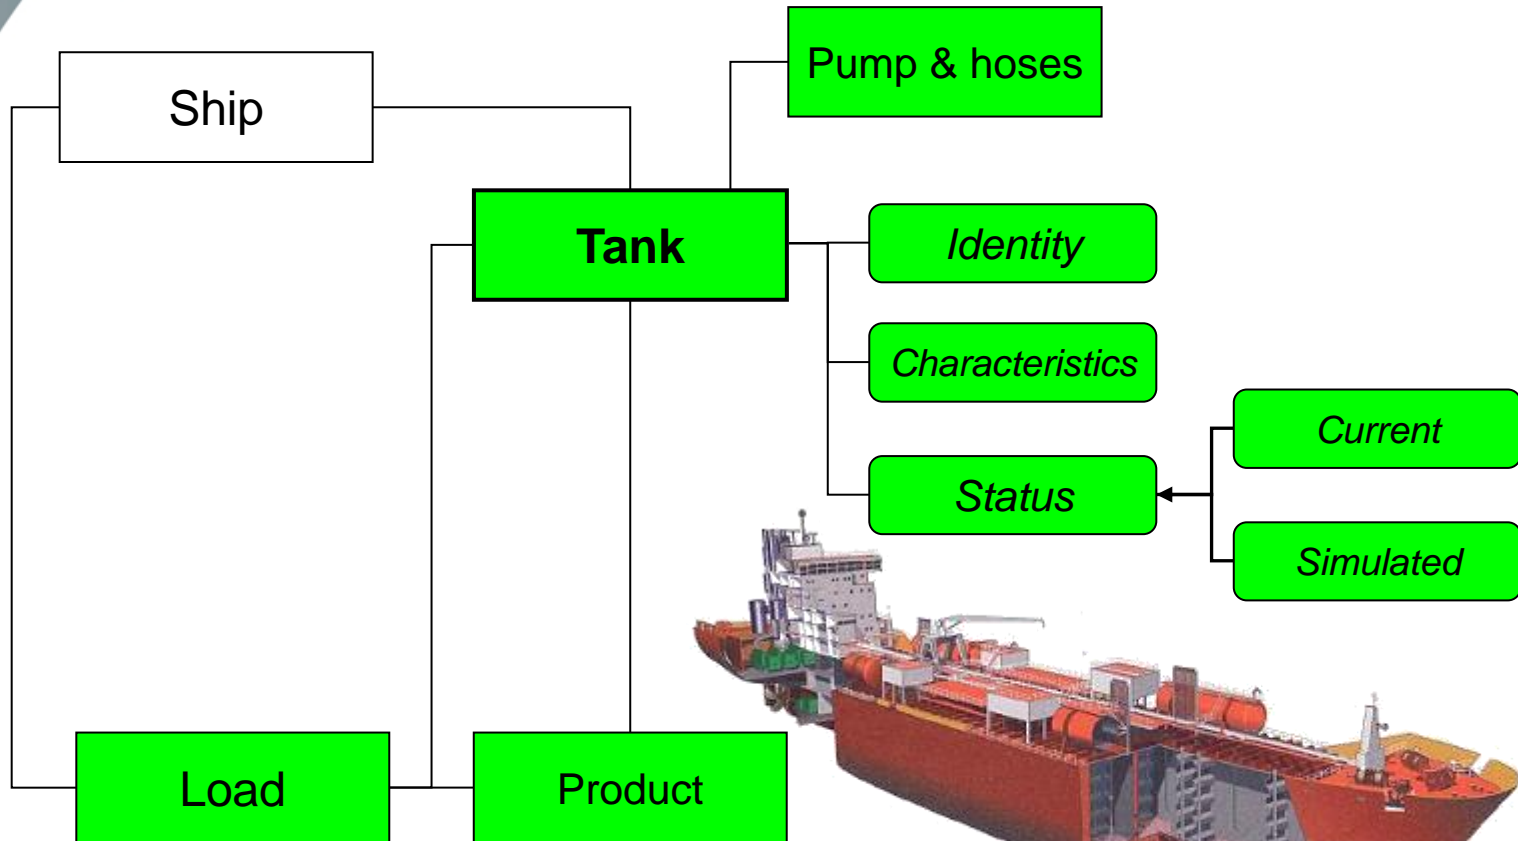 Pump & hoses
Ship
Tank
Identity
Characteristics
Current
Status
Simulated
Load
Product